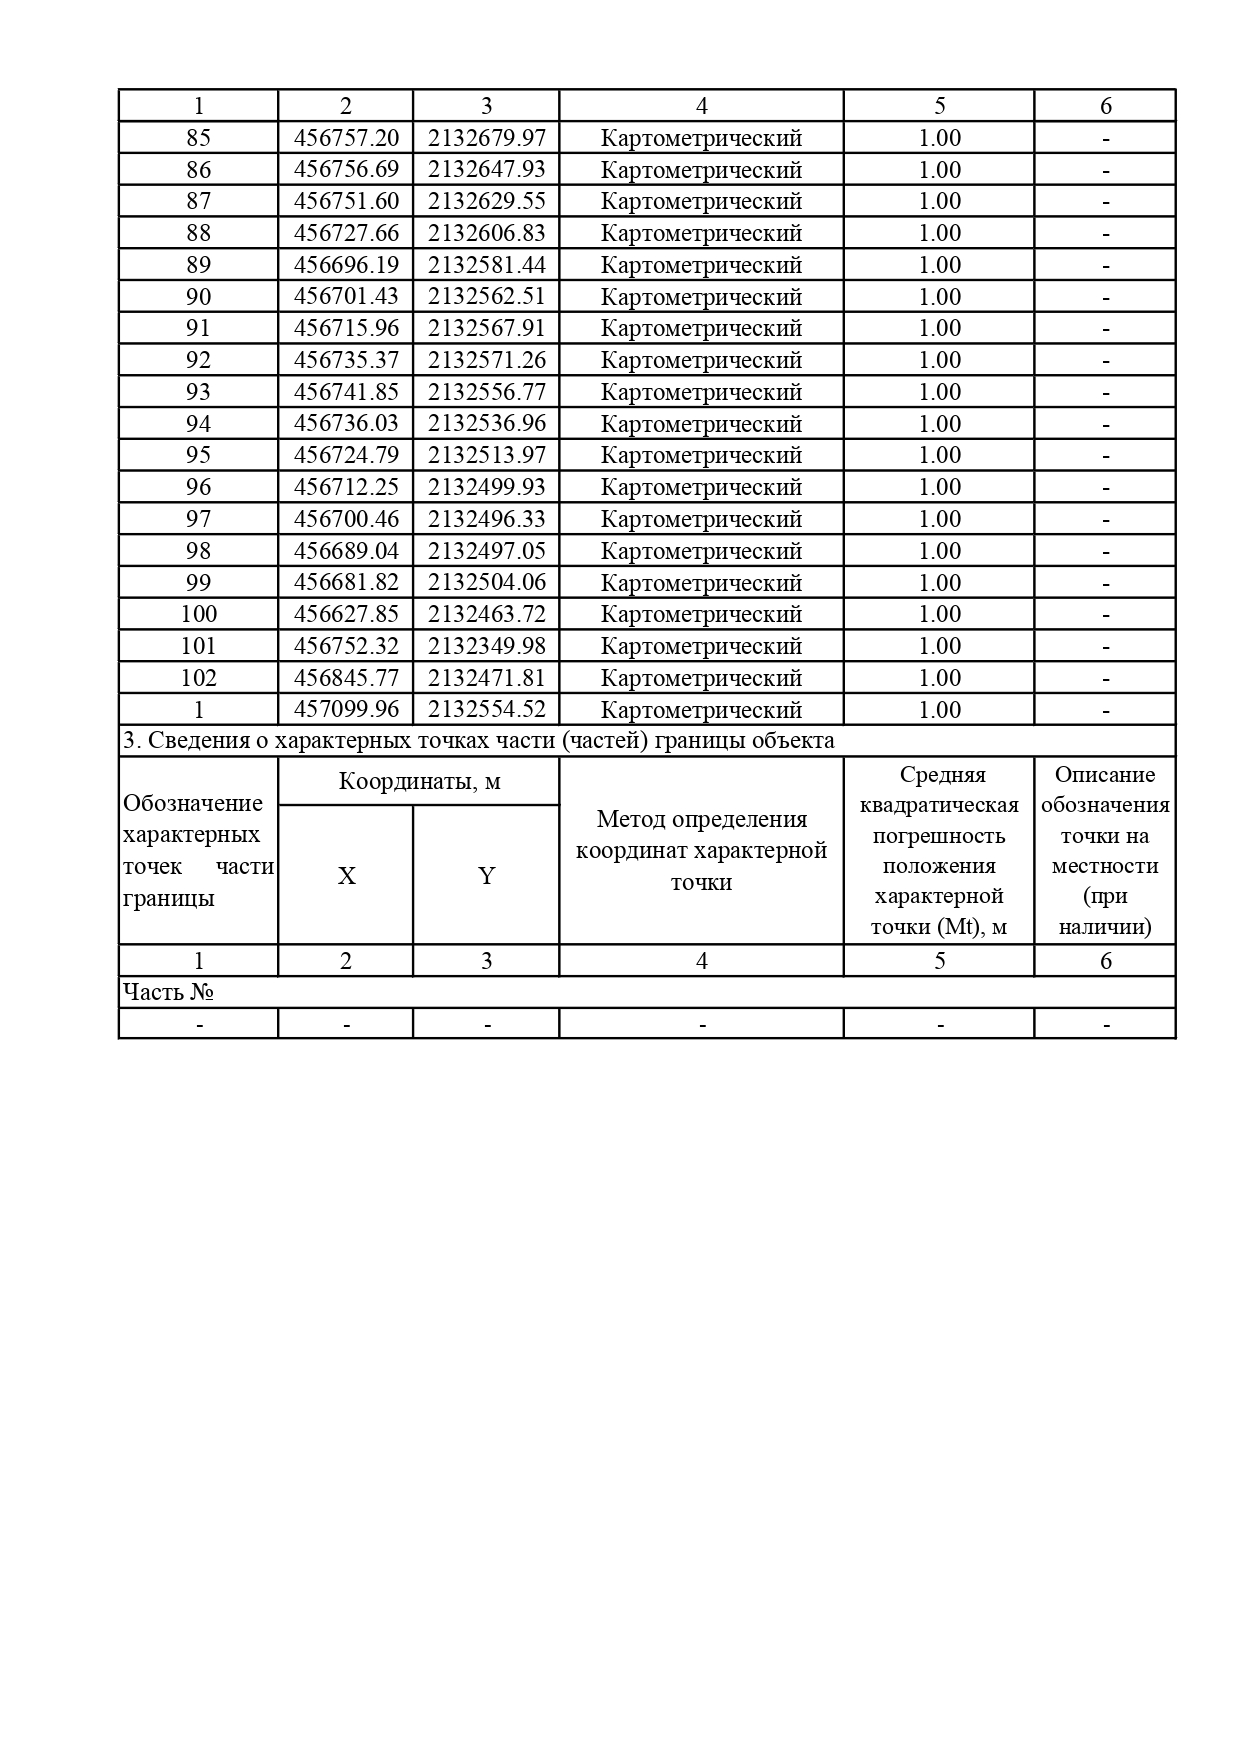 1 2 3 4 5 6
85 456757.20 2132679.97 Картометрический 1.00 -
86 456756.69 2132647.93 Картометрический 1.00 -
87 456751.60 2132629.55 Картометрический 1.00 -
88 456727.66 2132606.83 Картометрический 1.00 -
89 456696.19 2132581.44 Картометрический 1.00 -
90 456701.43 2132562.51 Картометрический 1.00 -
91 456715.96 2132567.91 Картометрический 1.00 -
92 456735.37 2132571.26 Картометрический 1.00 -
93 456741.85 2132556.77 Картометрический 1.00 -
94 456736.03 2132536.96 Картометрический 1.00 -
95 456724.79 2132513.97 Картометрический 1.00 -
96 456712.25 2132499.93 Картометрический 1.00 -
97 456700.46 2132496.33 Картометрический 1.00 -
98 456689.04 2132497.05 Картометрический 1.00 -
99 456681.82 2132504.06 Картометрический 1.00 -
100 456627.85 2132463.72 Картометрический 1.00 -
101 456752.32 2132349.98 Картометрический 1.00 -
102 456845.77 2132471.81 Картометрический 1.00 -
1 457099.96 2132554.52 Картометрический 1.00 -
3. Сведения о характерных точках части (частей) границы объекта
Обозначение
характерных
точек части
границы
Координаты, м
X Y
Метод определения
координат характерной
точки
Средняя
квадратическая
погрешность
положения
характерной
точки (Mt), м
Описание
обозначения
точки на
местности
(при
наличии)
1 2 3 4 5 6
Часть №
- - - - - -